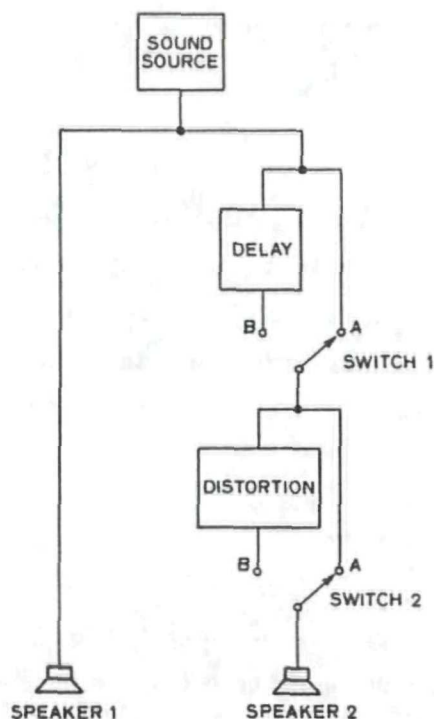 SOUND
SOURCE
DELAY
B
A
SWITCH 1
DISTORTION
B
A
SWITCH 2
SPEAKER 1
SPEAKER 2